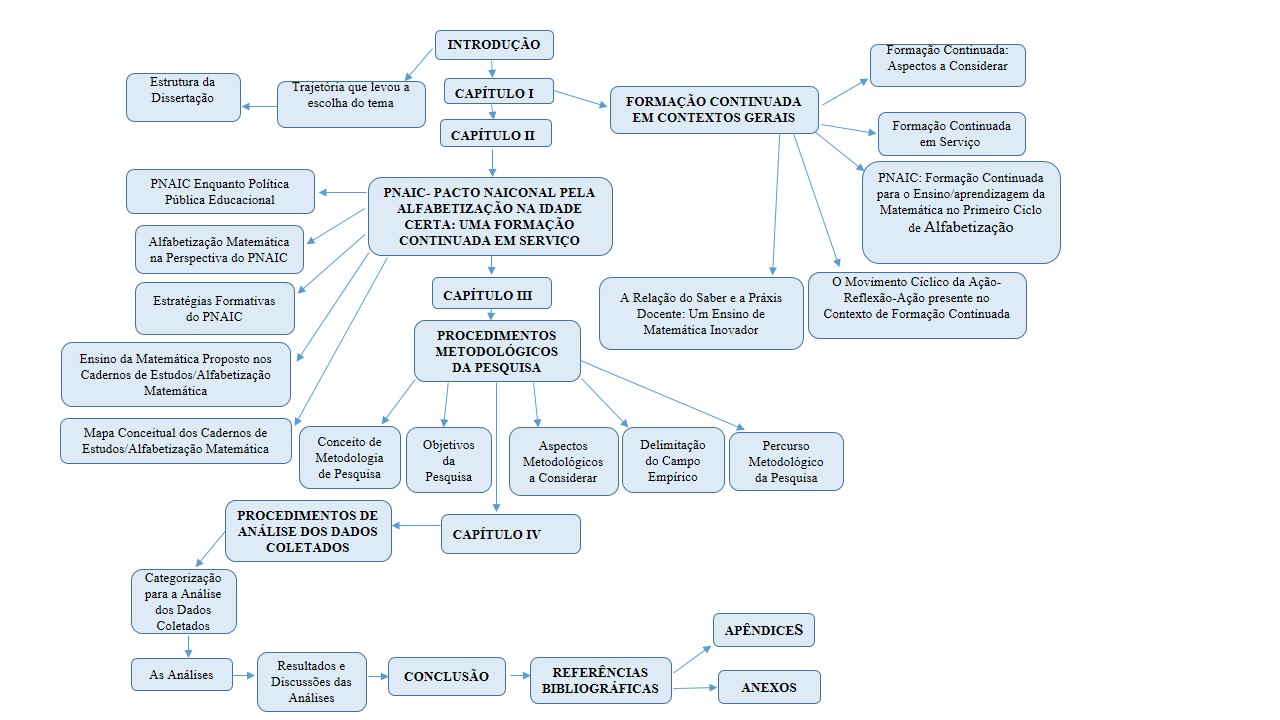 INTRODUÇÃO
Trajetória que levou a
escolha do tema
Estrutura da
Dissertação
CAPÍTULO I
FORMAÇÃO CONTINUADA
EM CONTEXTOS GERAIS
Formação Continuada:
Aspectos a Considerar
Formação Continuada
em Serviço
PNAIC: Formação Continuada
para o Ensino/aprendizagem da
Matemática no Primeiro Ciclo
de Alfabetização
O Movimento Cíclico da Ação-
Reflexão-Ação presente no
Contexto de Formação Continuada
A Relação do Saber e a Práxis
Docente: Um Ensino de
Matemática Inovador
CAPÍTULO II
PNAIC- PACTO NAICONAL PELA
ALFABETIZAÇÃO NA IDADE
CERTA: UMA FORMAÇÃO
CONTINUADA EM SERVIÇO
PNAIC Enquanto Política
Pública Educacional
Alfabetização Matemática
na Perspectiva do PNAIC
Estratégias Formativas
do PNAIC
Ensino da Matemática Proposto nos
Cadernos de Estudos/Alfabetização
Matemática
Mapa Conceitual dos Cadernos de
Estudos/Alfabetização Matemática
CAPÍTULO III
PROCEDIMENTOS
METODOLÓGICOS
DA PESQUISA
Conceito de
Metodologia
de Pesquisa
Objetivos
da
Pesquisa
Aspectos
Metodológicos
a Considerar
Delimitação
do Campo
Empírico
Percurso
Metodológico
da Pesquisa
CAPÍTULO IV
PROCEDIMENTOS DE
ANÁLISE DOS DADOS
COLETADOS
Categorização
para a Análise
dos Dados
Coletados
As Análises
Resultados e
Discussões das
Análises
CONCLUSÃO
REFERÊNCIAS
BIBLIOGRÁFICAS
APÊNDICES
ANEXOS